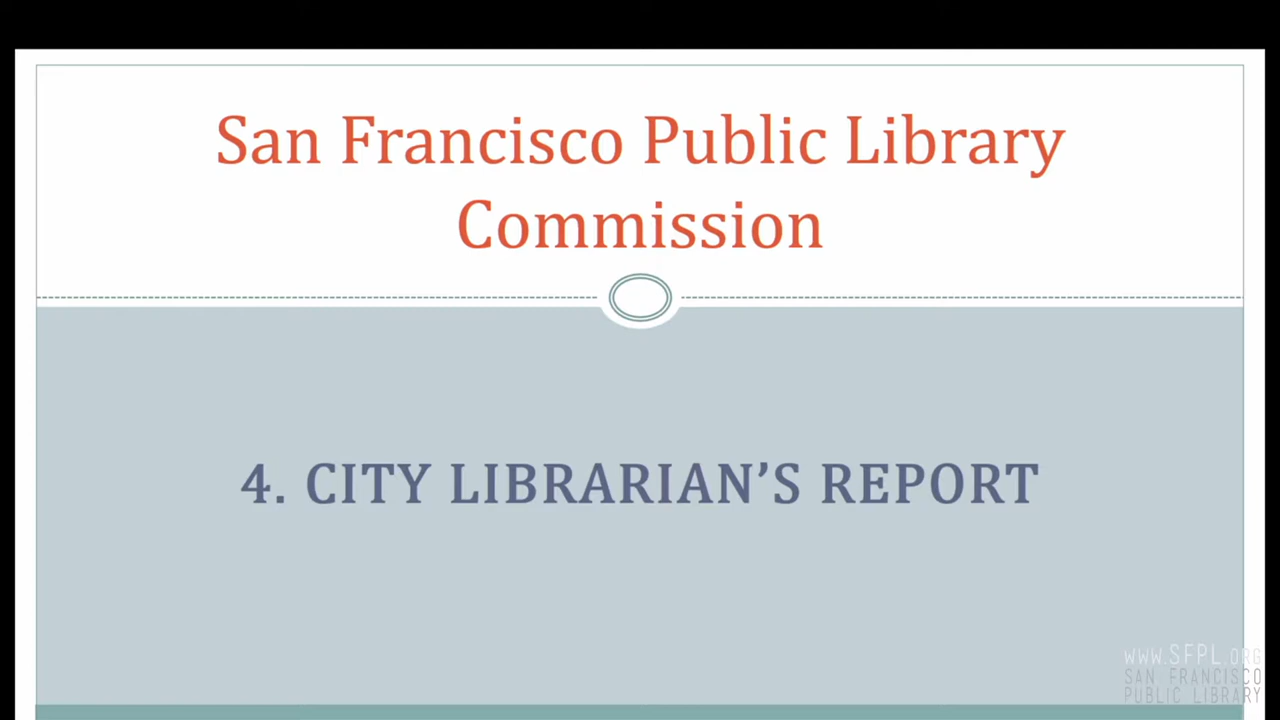 San Francisco Public Library
Commission
4. CITY LIBRARIAN’S REPORT
www.SFPL.ORG
SAN FRANCISCO
PUBLIC LIBRARY